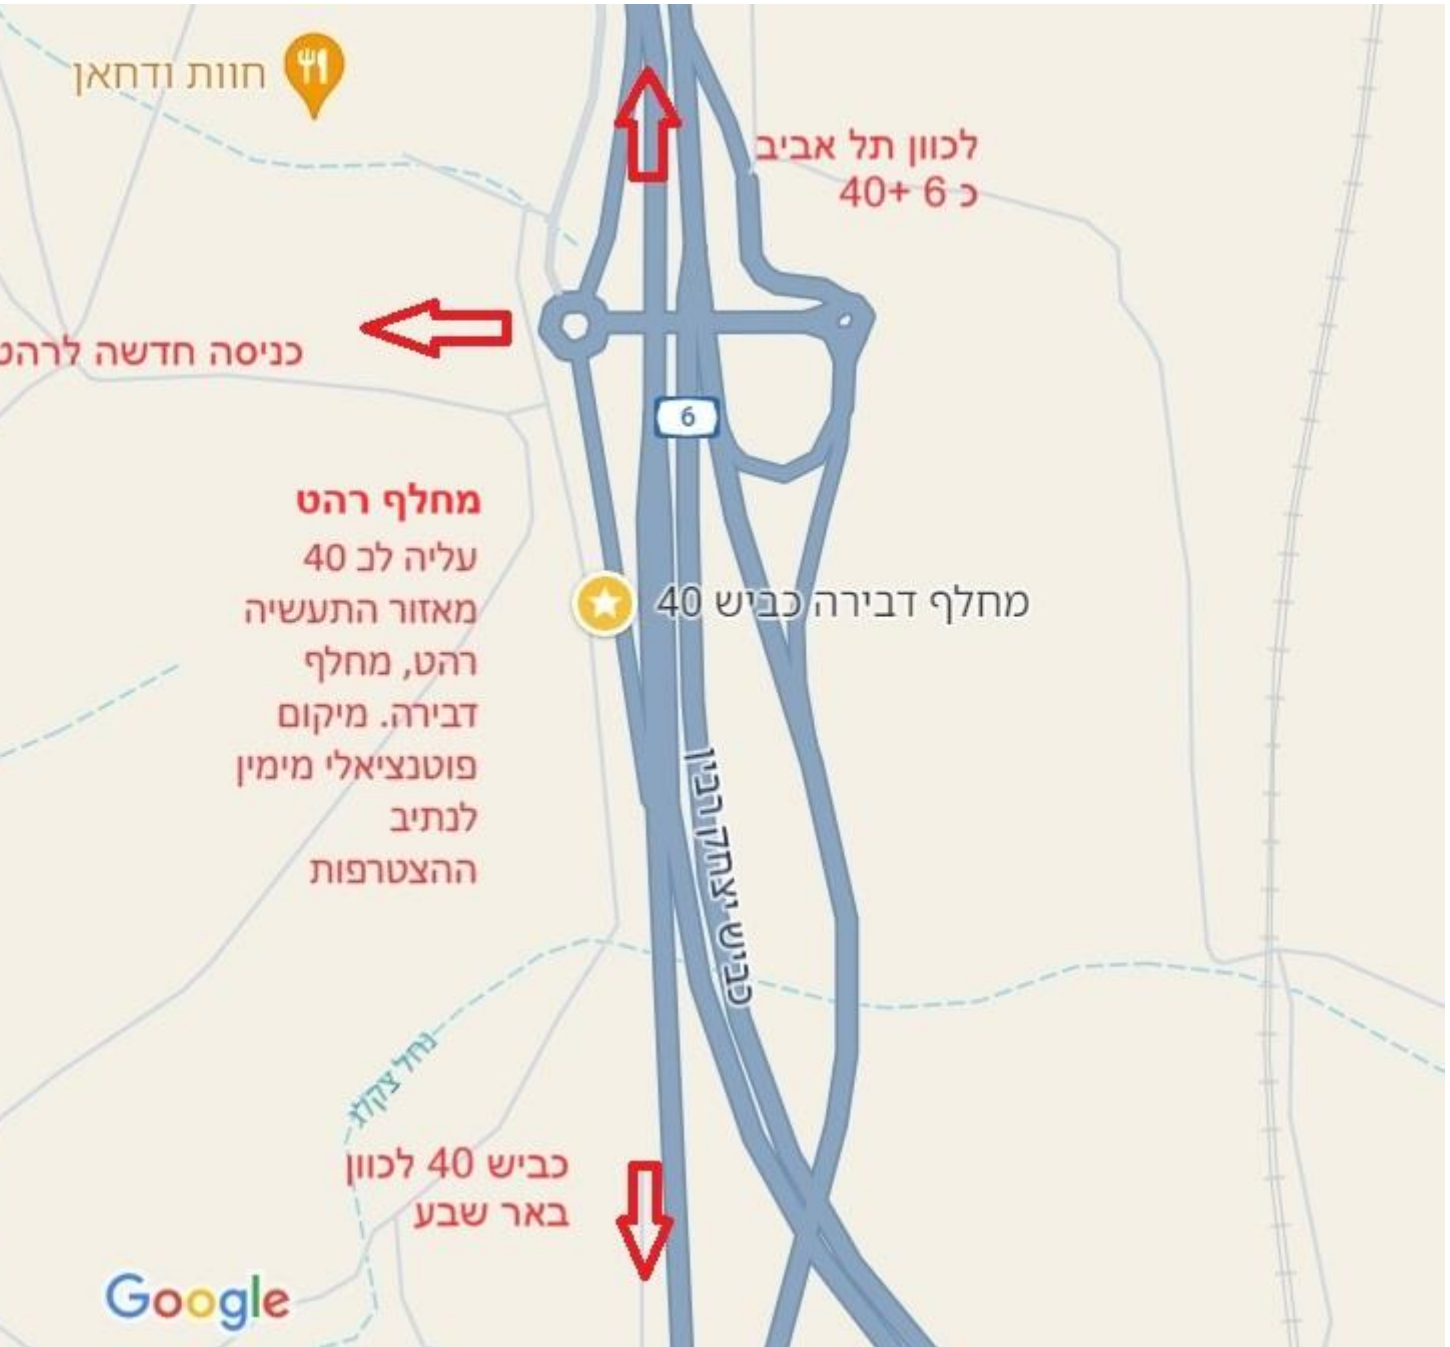 חוות ודחאן
לכוון תל אביב
כ 6 +40
כניסה חדשה לרהט
6
מחלף רהט
עליה לכ 40
מאזור התעשיה
רהט, מחלף
דבירה. מיקום
פוטנציאלי מימין
לנתיב
ההצטרפות
מחלף דבירה כביש 40
כביש יצחק רבין
נחל צקלג
כביש 40 לכוון
באר שבע
Google